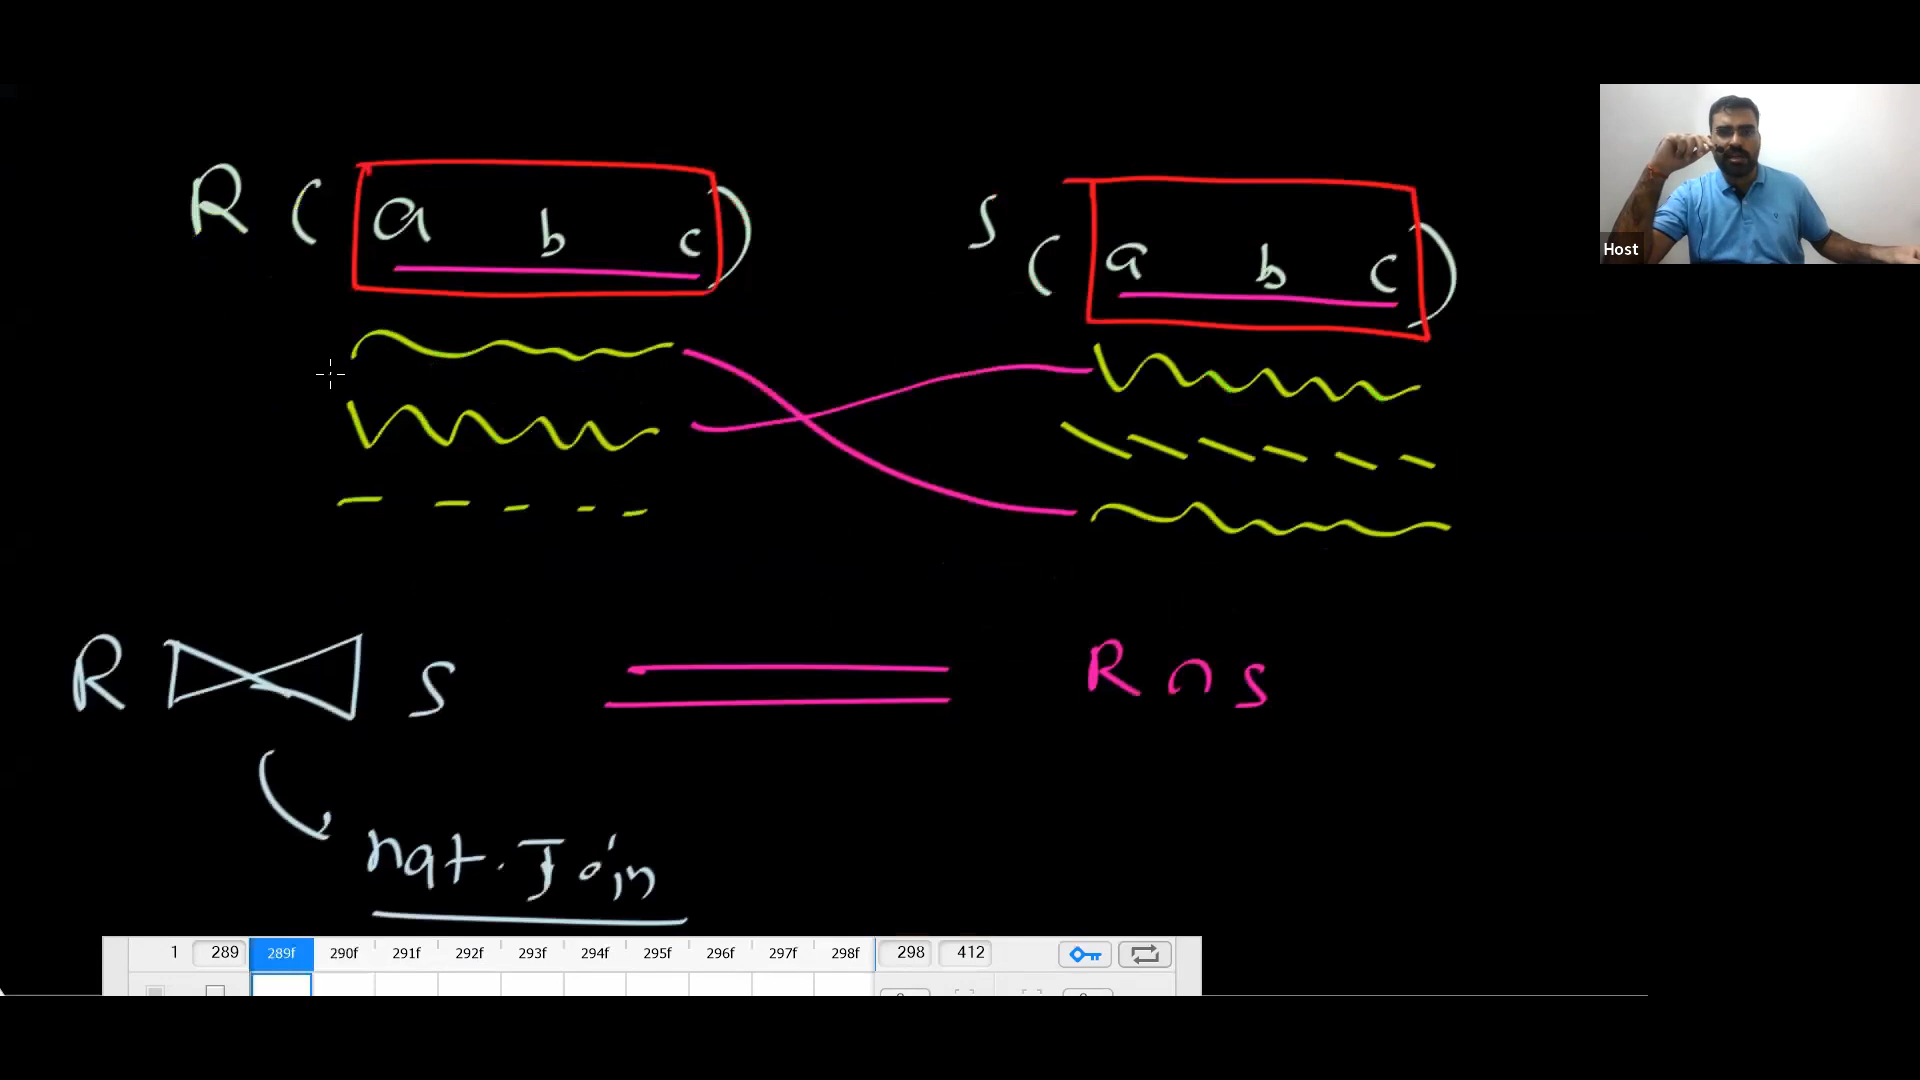 Host
R ( a b c )
S ( a b c )
R ⋈ S = R ∩ S
nat. Join
1 289 289f 290f 291f 292f 293f 294f 295f 296f 297f 298f 298 412